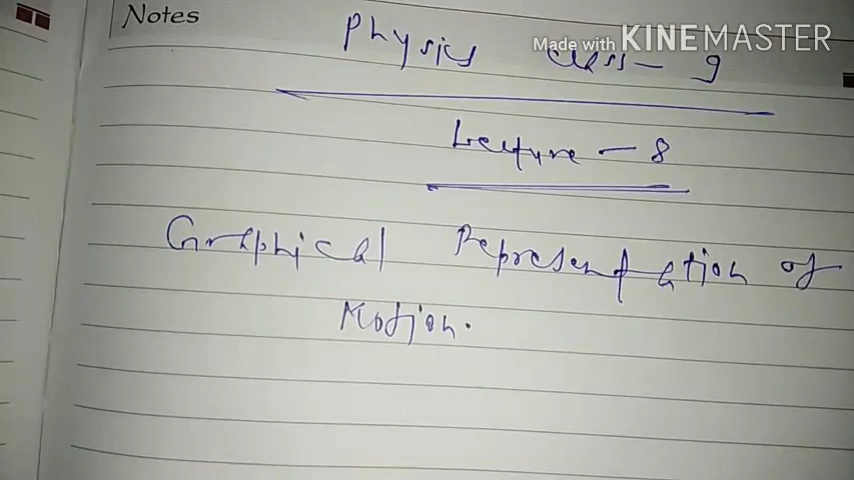 Notes
Made with KINEMASTER
Physics class - 9
Lecture - 8
Graphical Representation of
Motion.